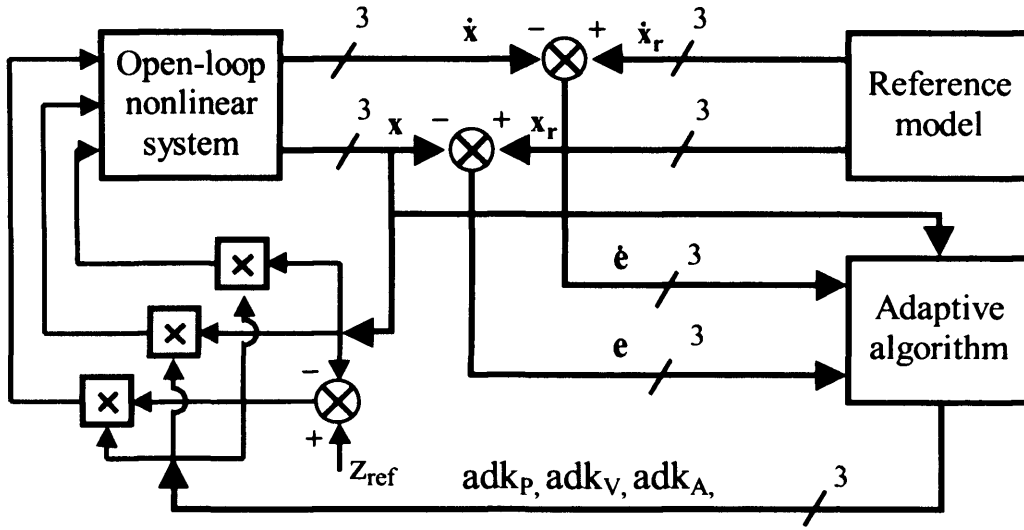 3
ẋ
−
+
ẋr
3
Open-loop
nonlinear
system
Reference
model
3
x
−
+
xr
3
×
ė
3
Adaptive
algorithm
×
e
3
−
×
+
zref
adkP, adkV, adkA,
3